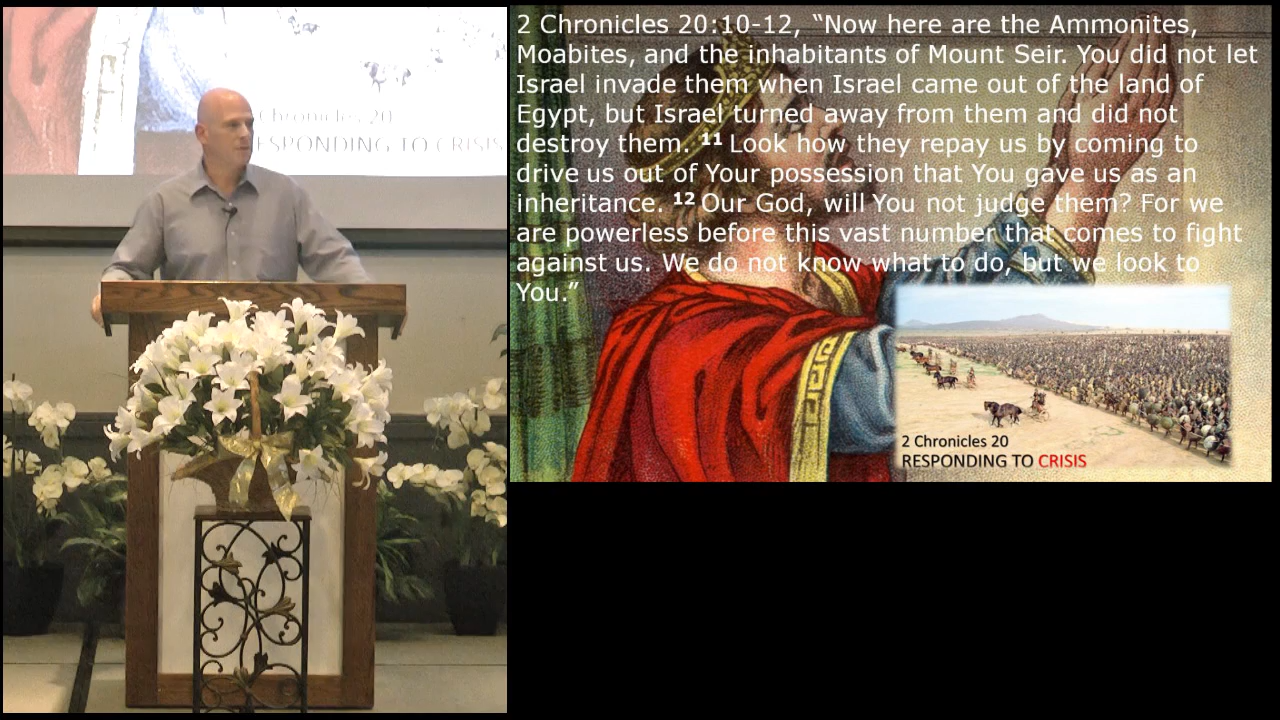 2 Chronicles 20:10-12, “Now here are the Ammonites,
Moabites, and the inhabitants of Mount Seir. You did not let
Israel invade them when Israel came out of the land of
Egypt, but Israel turned away from them and did not
destroy them. 11 Look how they repay us by coming to
drive us out of Your possession that You gave us as an
inheritance. 12 Our God, will You not judge them? For we
are powerless before this vast number that comes to fight
against us. We do not know what to do, but we look to
You.”
2 Chronicles 20
RESPONDING TO CRISIS
Chronicles 20
ESPONDING TO CRISIS